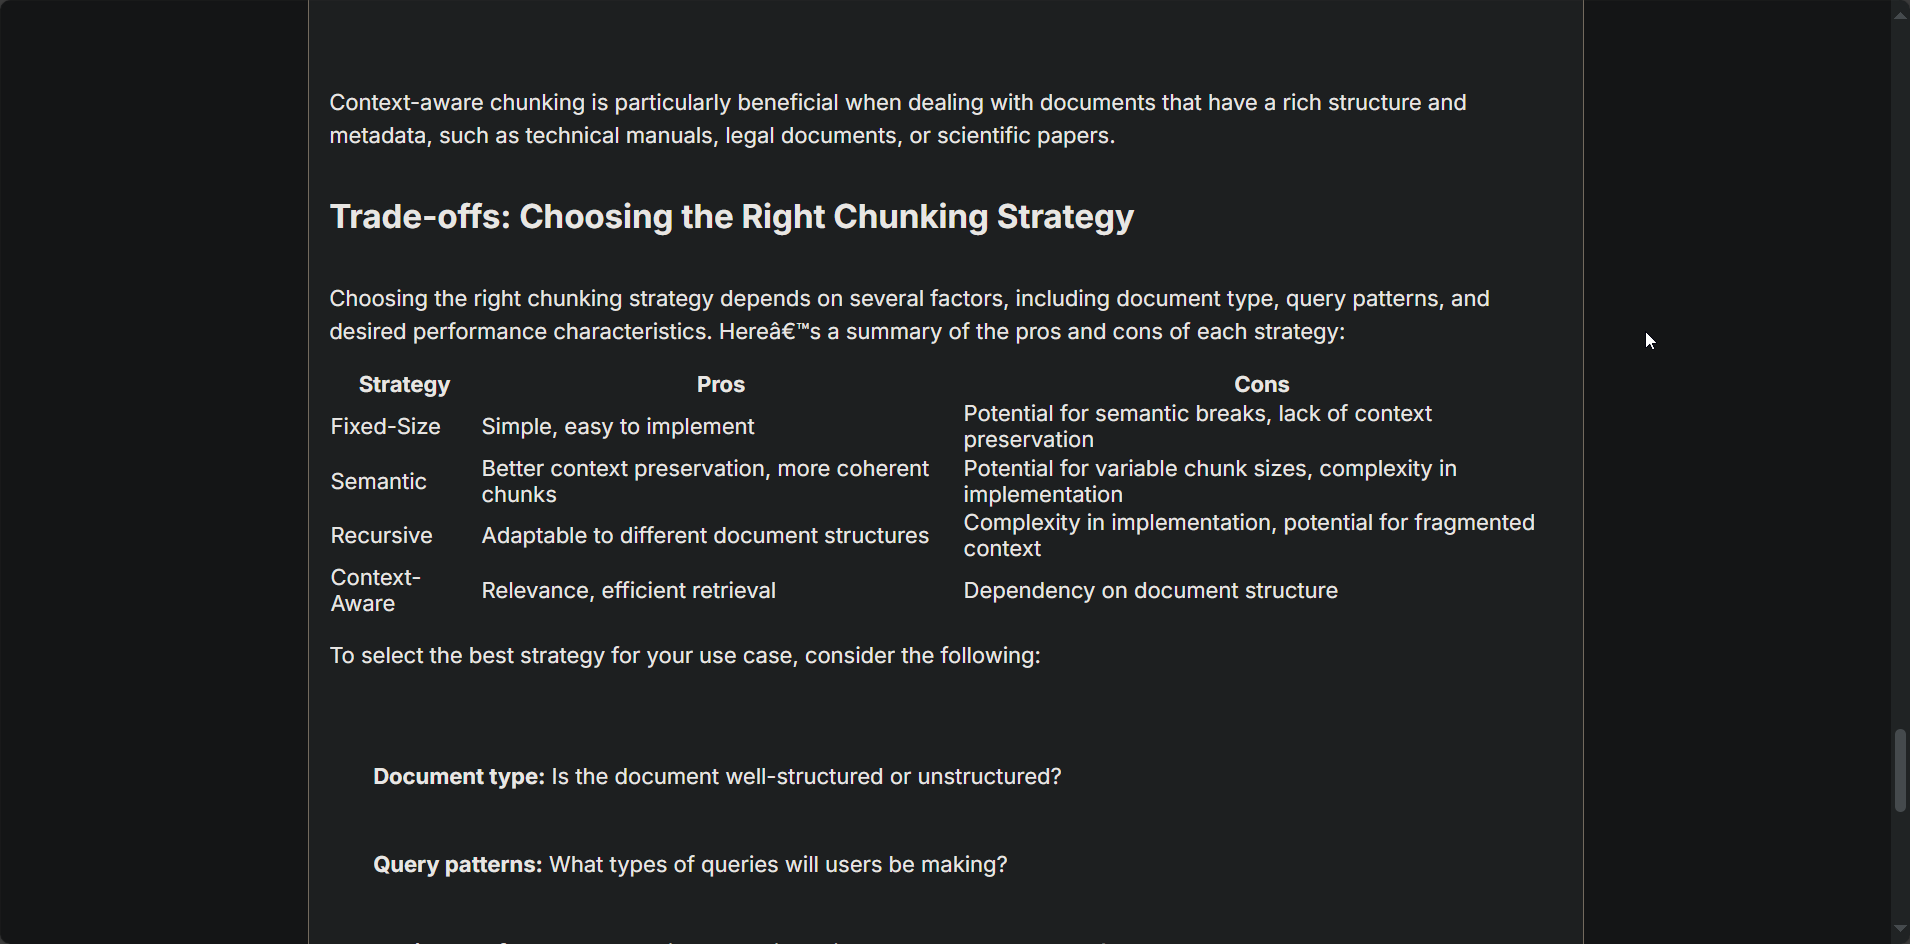 Context-aware chunking is particularly beneficial when dealing with documents that have a rich structure and
metadata, such as technical manuals, legal documents, or scientific papers.
Trade-offs: Choosing the Right Chunking Strategy
Choosing the right chunking strategy depends on several factors, including document type, query patterns, and
desired performance characteristics. Hereâ€™s a summary of the pros and cons of each strategy:
Strategy Pros Cons
Fixed-Size Simple, easy to implement Potential for semantic breaks, lack of context
preservation
Semantic Better context preservation, more coherent
chunks Potential for variable chunk sizes, complexity in
implementation
Recursive Adaptable to different document structures Complexity in implementation, potential for fragmented
context
Context-
Aware Relevance, efficient retrieval Dependency on document structure
To select the best strategy for your use case, consider the following:
Document type: Is the document well-structured or unstructured?
Query patterns: What types of queries will users be making?